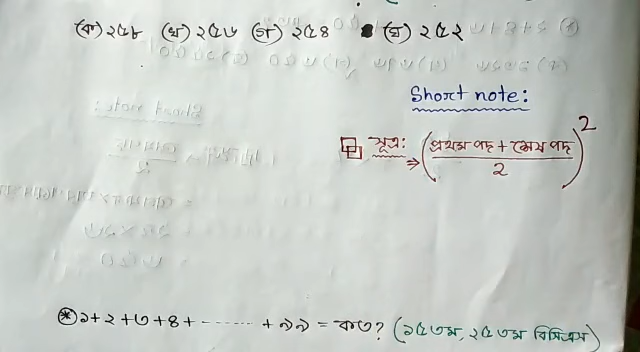 (ক) ২৫৮ (খ) ২৫৬ (গ) ২৫৪ (ঘ) ২৫২
Short note:
সূত্র: ⇒ (প্রথম পদ + শেষ পদ / 2)²
* ১+২+৩+৪+ ------- + ৯৯ = কত? (১৫তম, ২৫তম বিসিএস)